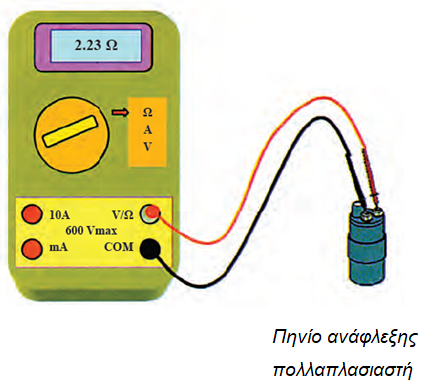 2.23 Ω
Ω
A
V
10A V/Ω
600 Vmax
mA COM
Πηνίο ανάφλεξης
πολλαπλασιαστή